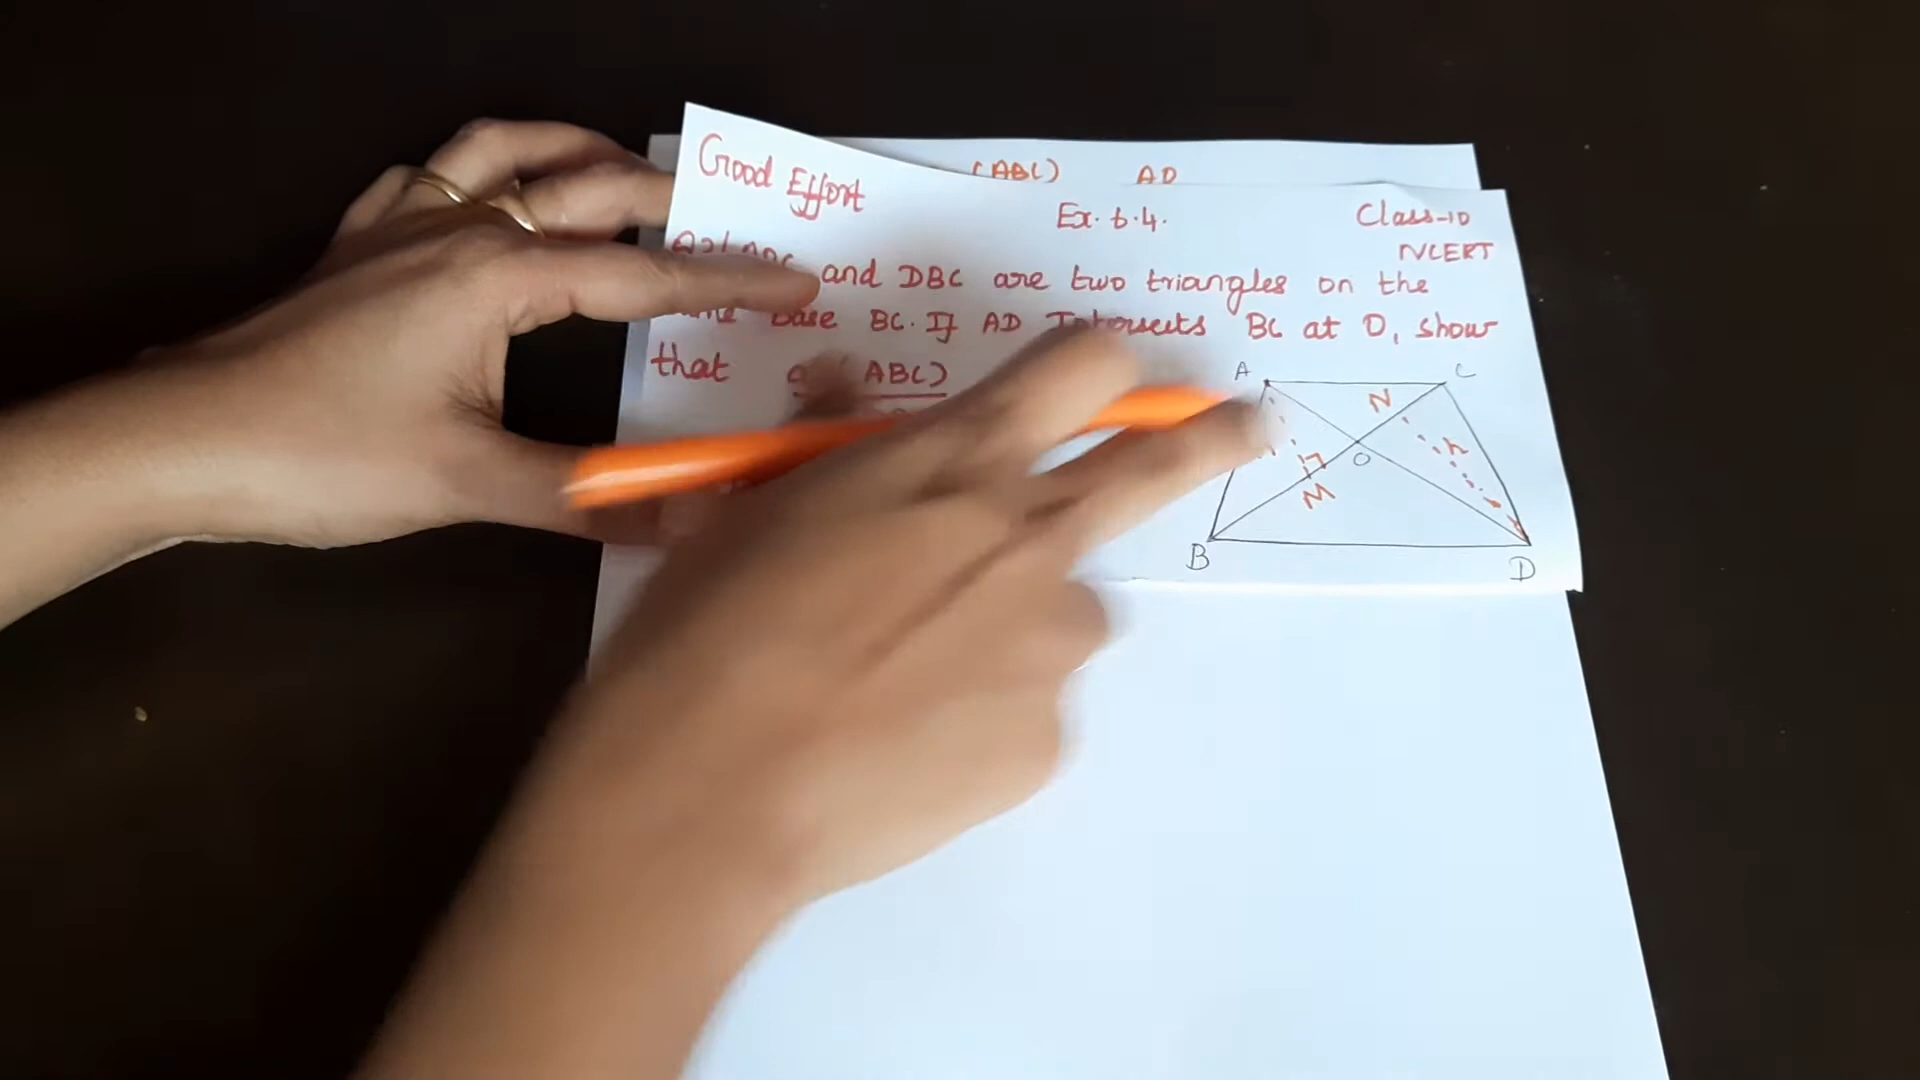 Good Effort
(ABC) AD
Ex. 6.4.
Class-10
NCERT
and DBC are two triangles on the
base BC. If AD Intersects BC at O, show
that ABC)
A
C
N
h
O
M
B
D